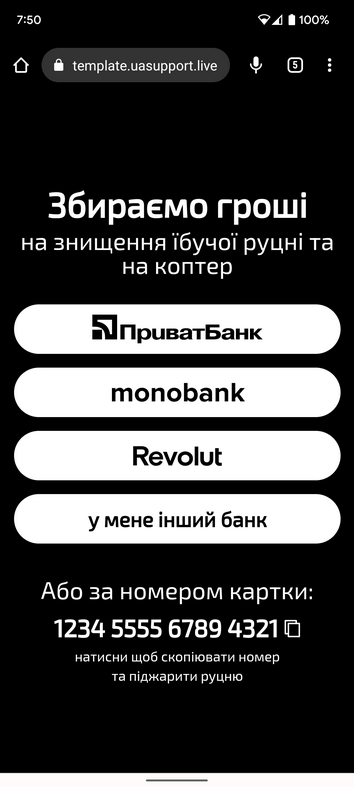 7:50
100%
template.uasupport.live
5
Збираємо гроші
на знищення їбучої руцні та
на коптер
ПриватБанк
monobank
Revolut
у мене інший банк
Або за номером картки:
1234 5555 6789 4321
натисни щоб скопіювати номер
та піджарити руцню